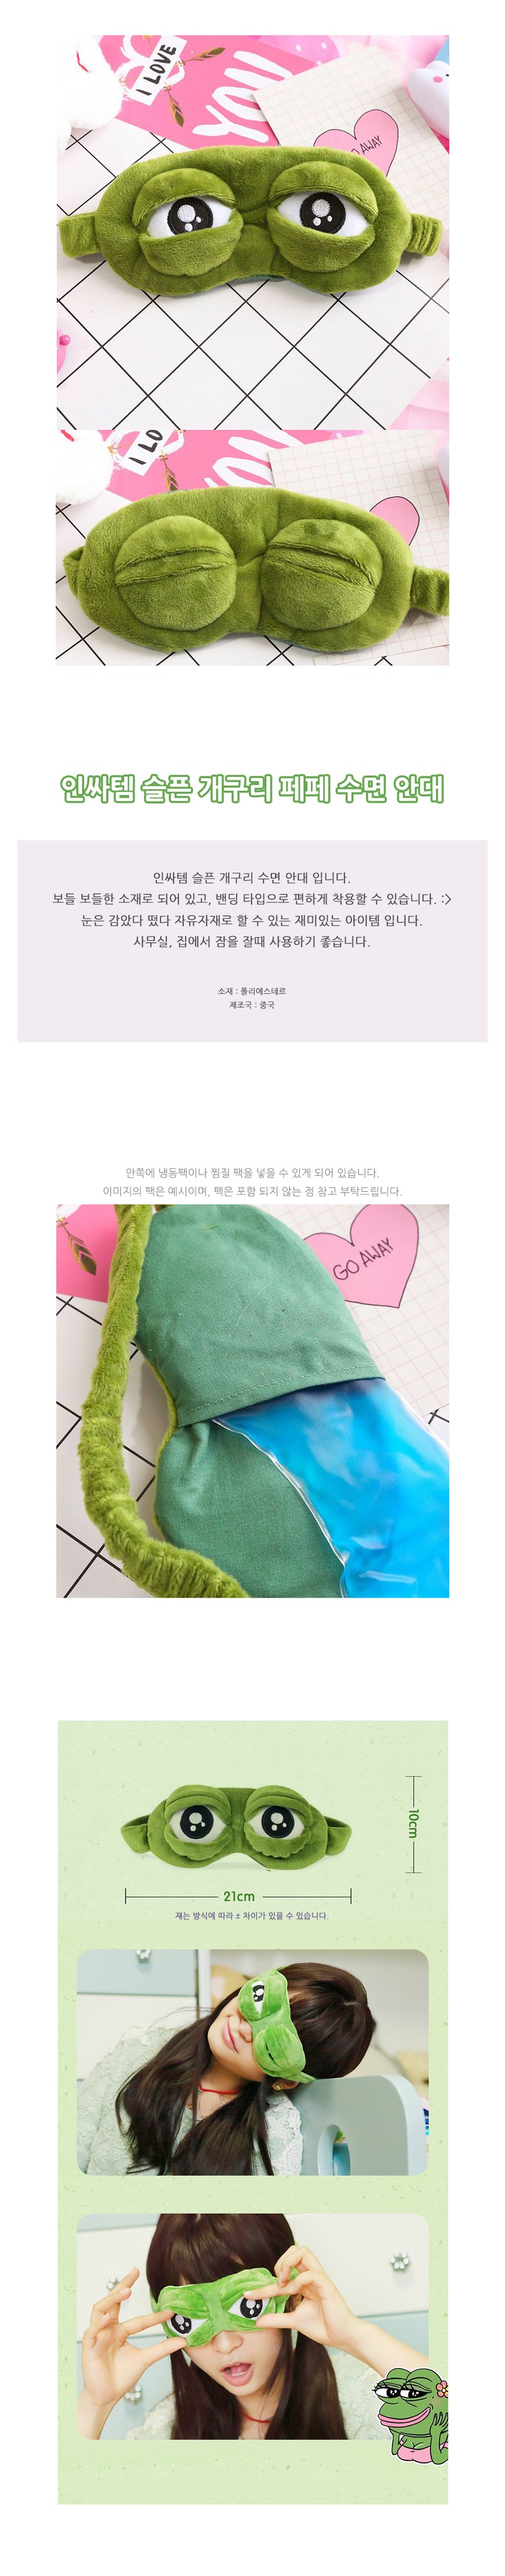 I LOVE
YOU
GO AWAY
I LO
YOU
인싸템 슬픈 개구리 페페 수면 안대
인싸템 슬픈 개구리 수면 안대 입니다.
보들 보들한 소재로 되어 있고, 밴딩 타입으로 편하게 착용할 수 있습니다. :>
눈은 감았다 떴다 자유자재로 할 수 있는 재미있는 아이템 입니다.
사무실, 집에서 잠을 잘때 사용하기 좋습니다.
소재 : 폴리에스테르
제조국 : 중국
안쪽에 냉동팩이나 찜질 팩을 넣을 수 있게 되어 있습니다.
이미지의 팩은 예시이며, 팩은 포함 되지 않는 점 참고 부탁드립니다.
GO AWAY
10cm
21cm
재는 방식에 따라 ± 차이가 있을 수 있습니다.